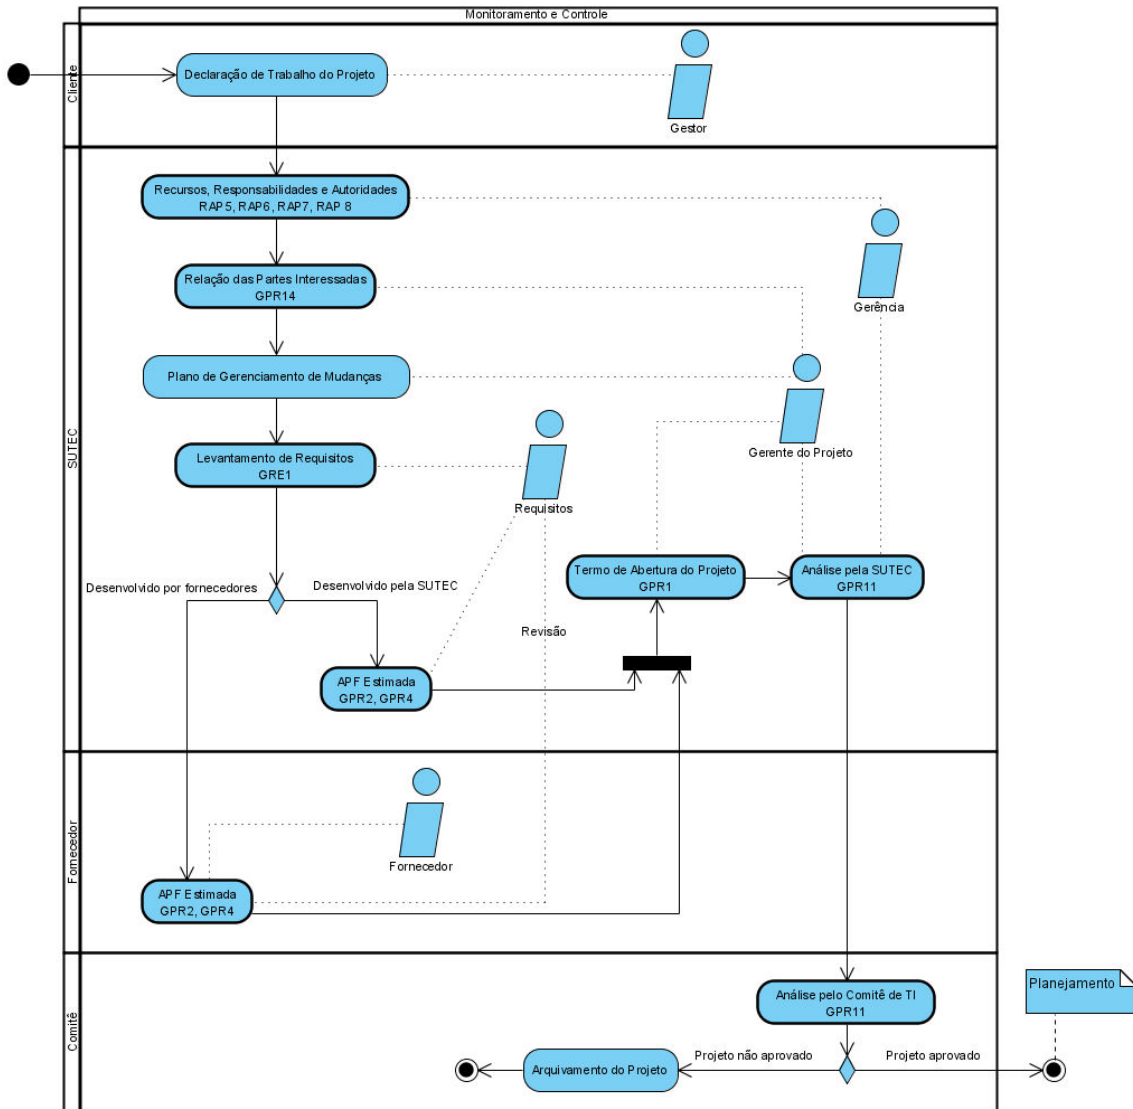 Monitoramento e Controle
Cliente
Declaração de Trabalho do Projeto
Gestor
SUTEC
Recursos, Responsabilidades e Autoridades
RAP5, RAP6, RAP7, RAP 8
Gerência
Relação das Partes Interessadas
GPR14
Plano de Gerenciamento de Mudanças
Gerente do Projeto
Levantamento de Requisitos
GRE1
Requisitos
Desenvolvido por fornecedores
Desenvolvido pela SUTEC
Termo de Abertura do Projeto
GPR1
Análise pela SUTEC
GPR11
Revisão
APF Estimada
GPR2, GPR4
Fornecedor
Fornecedor
APF Estimada
GPR2, GPR4
Comitê
Análise pelo Comitê de TI
GPR11
Planejamento
Projeto não aprovado
Projeto aprovado
Arquivamento do Projeto